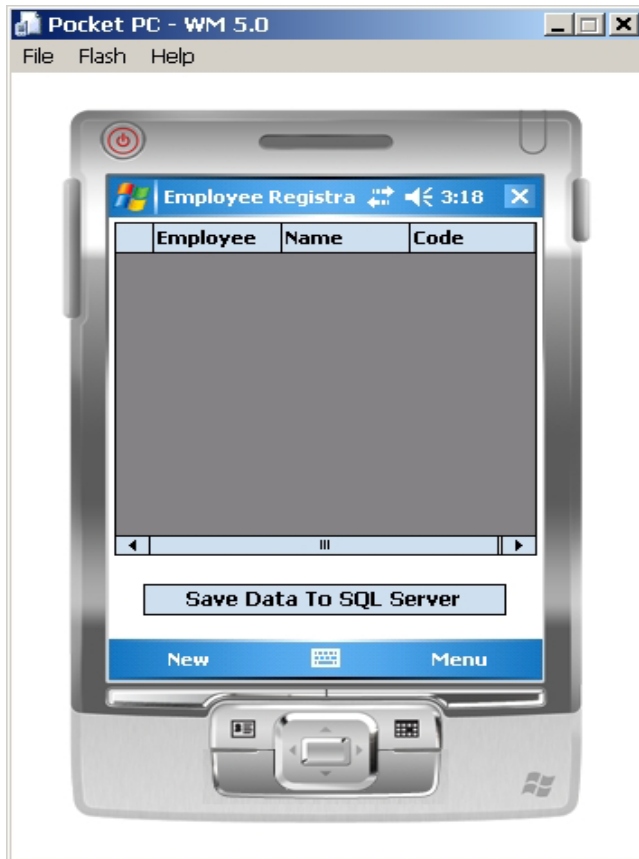 Pocket PC - WM 5.0
File Flash Help
Employee Registra 3:18
Employee Name Code
Save Data To SQL Server
New Menu